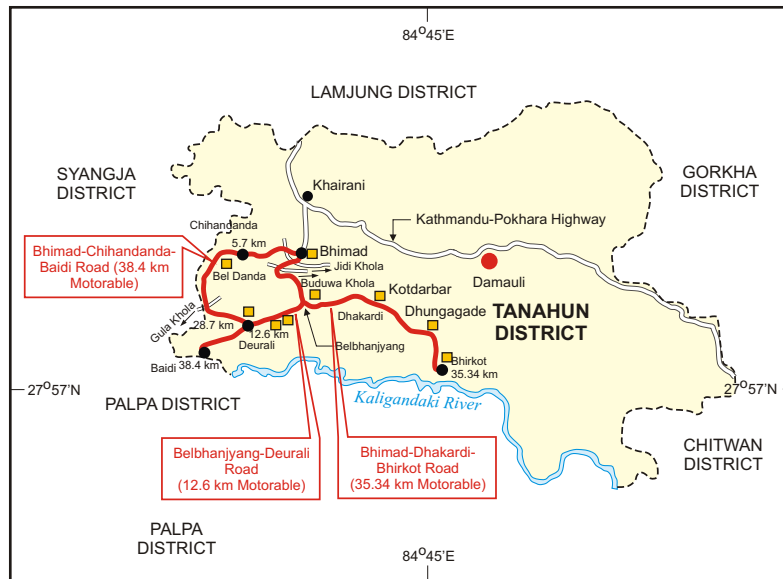 84°45'E
LAMJUNG DISTRICT
SYANGJA
DISTRICT
GORKHA
DISTRICT
Khairani
Kathmandu-Pokhara Highway
Chihandanda
5.7 km
Bhimad
Bhimad-Chihandanda-
Baidi Road (38.4 km
Motorable)
Bel Danda
Jidi Khola
Buduwa Khola
Damauli
Kotdarbar
TANAHUN
DISTRICT
Gula Khola
28.7 km
12.6 km
Deurali
Dhakardi
Dhungagade
Belbhanjyang
Baidi
38.4 km
Bhirkot
35.34 km
27°57'N
27°57'N
PALPA DISTRICT
Kaligandaki River
CHITWAN
DISTRICT
Belbhanjyang-Deurali
Road
(12.6 km Motorable)
Bhimad-Dhakardi-
Bhirkot Road
(35.34 km Motorable)
PALPA
DISTRICT
84°45'E